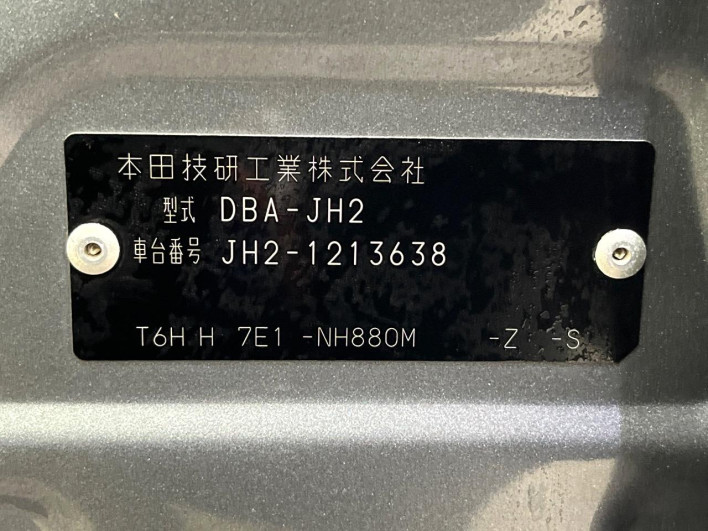 本田技研工業株式会社
型式 DBA-JH2
車台番号 JH2-1213638
T6H H 7E1 -NH880M -Z -S